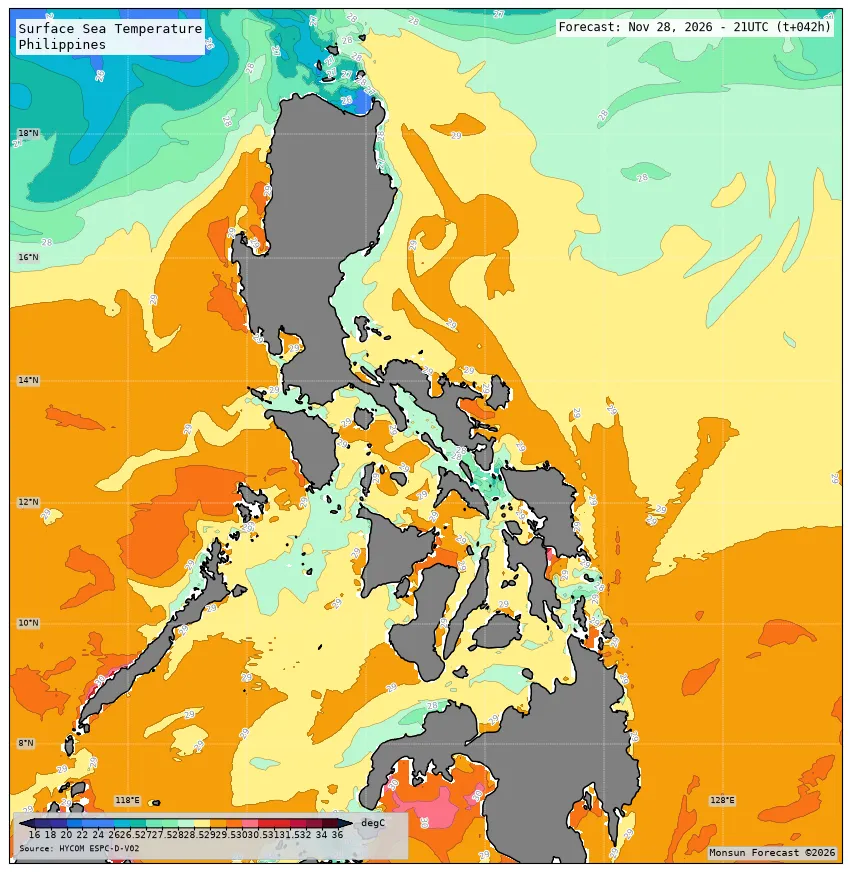 Surface Sea Temperature
Philippines
Forecast: Nov 28, 2026 - 21UTC (t+042h)
18°N
16°N
14°N
12°N
10°N
8°N
118°E
128°E
16 18 20 22 24 26 26.5 27 27.5 28 28.5 29 29.5 30 30.5 31 31.5 32 34 36 degC
Source: HYCOM ESPC-D-V02
Monsun Forecast ©2026